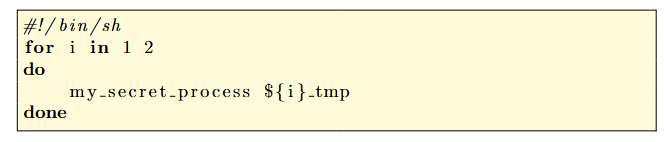 #!/bin/sh
for i in 1 2
do
my_secret_process ${i}_tmp
done